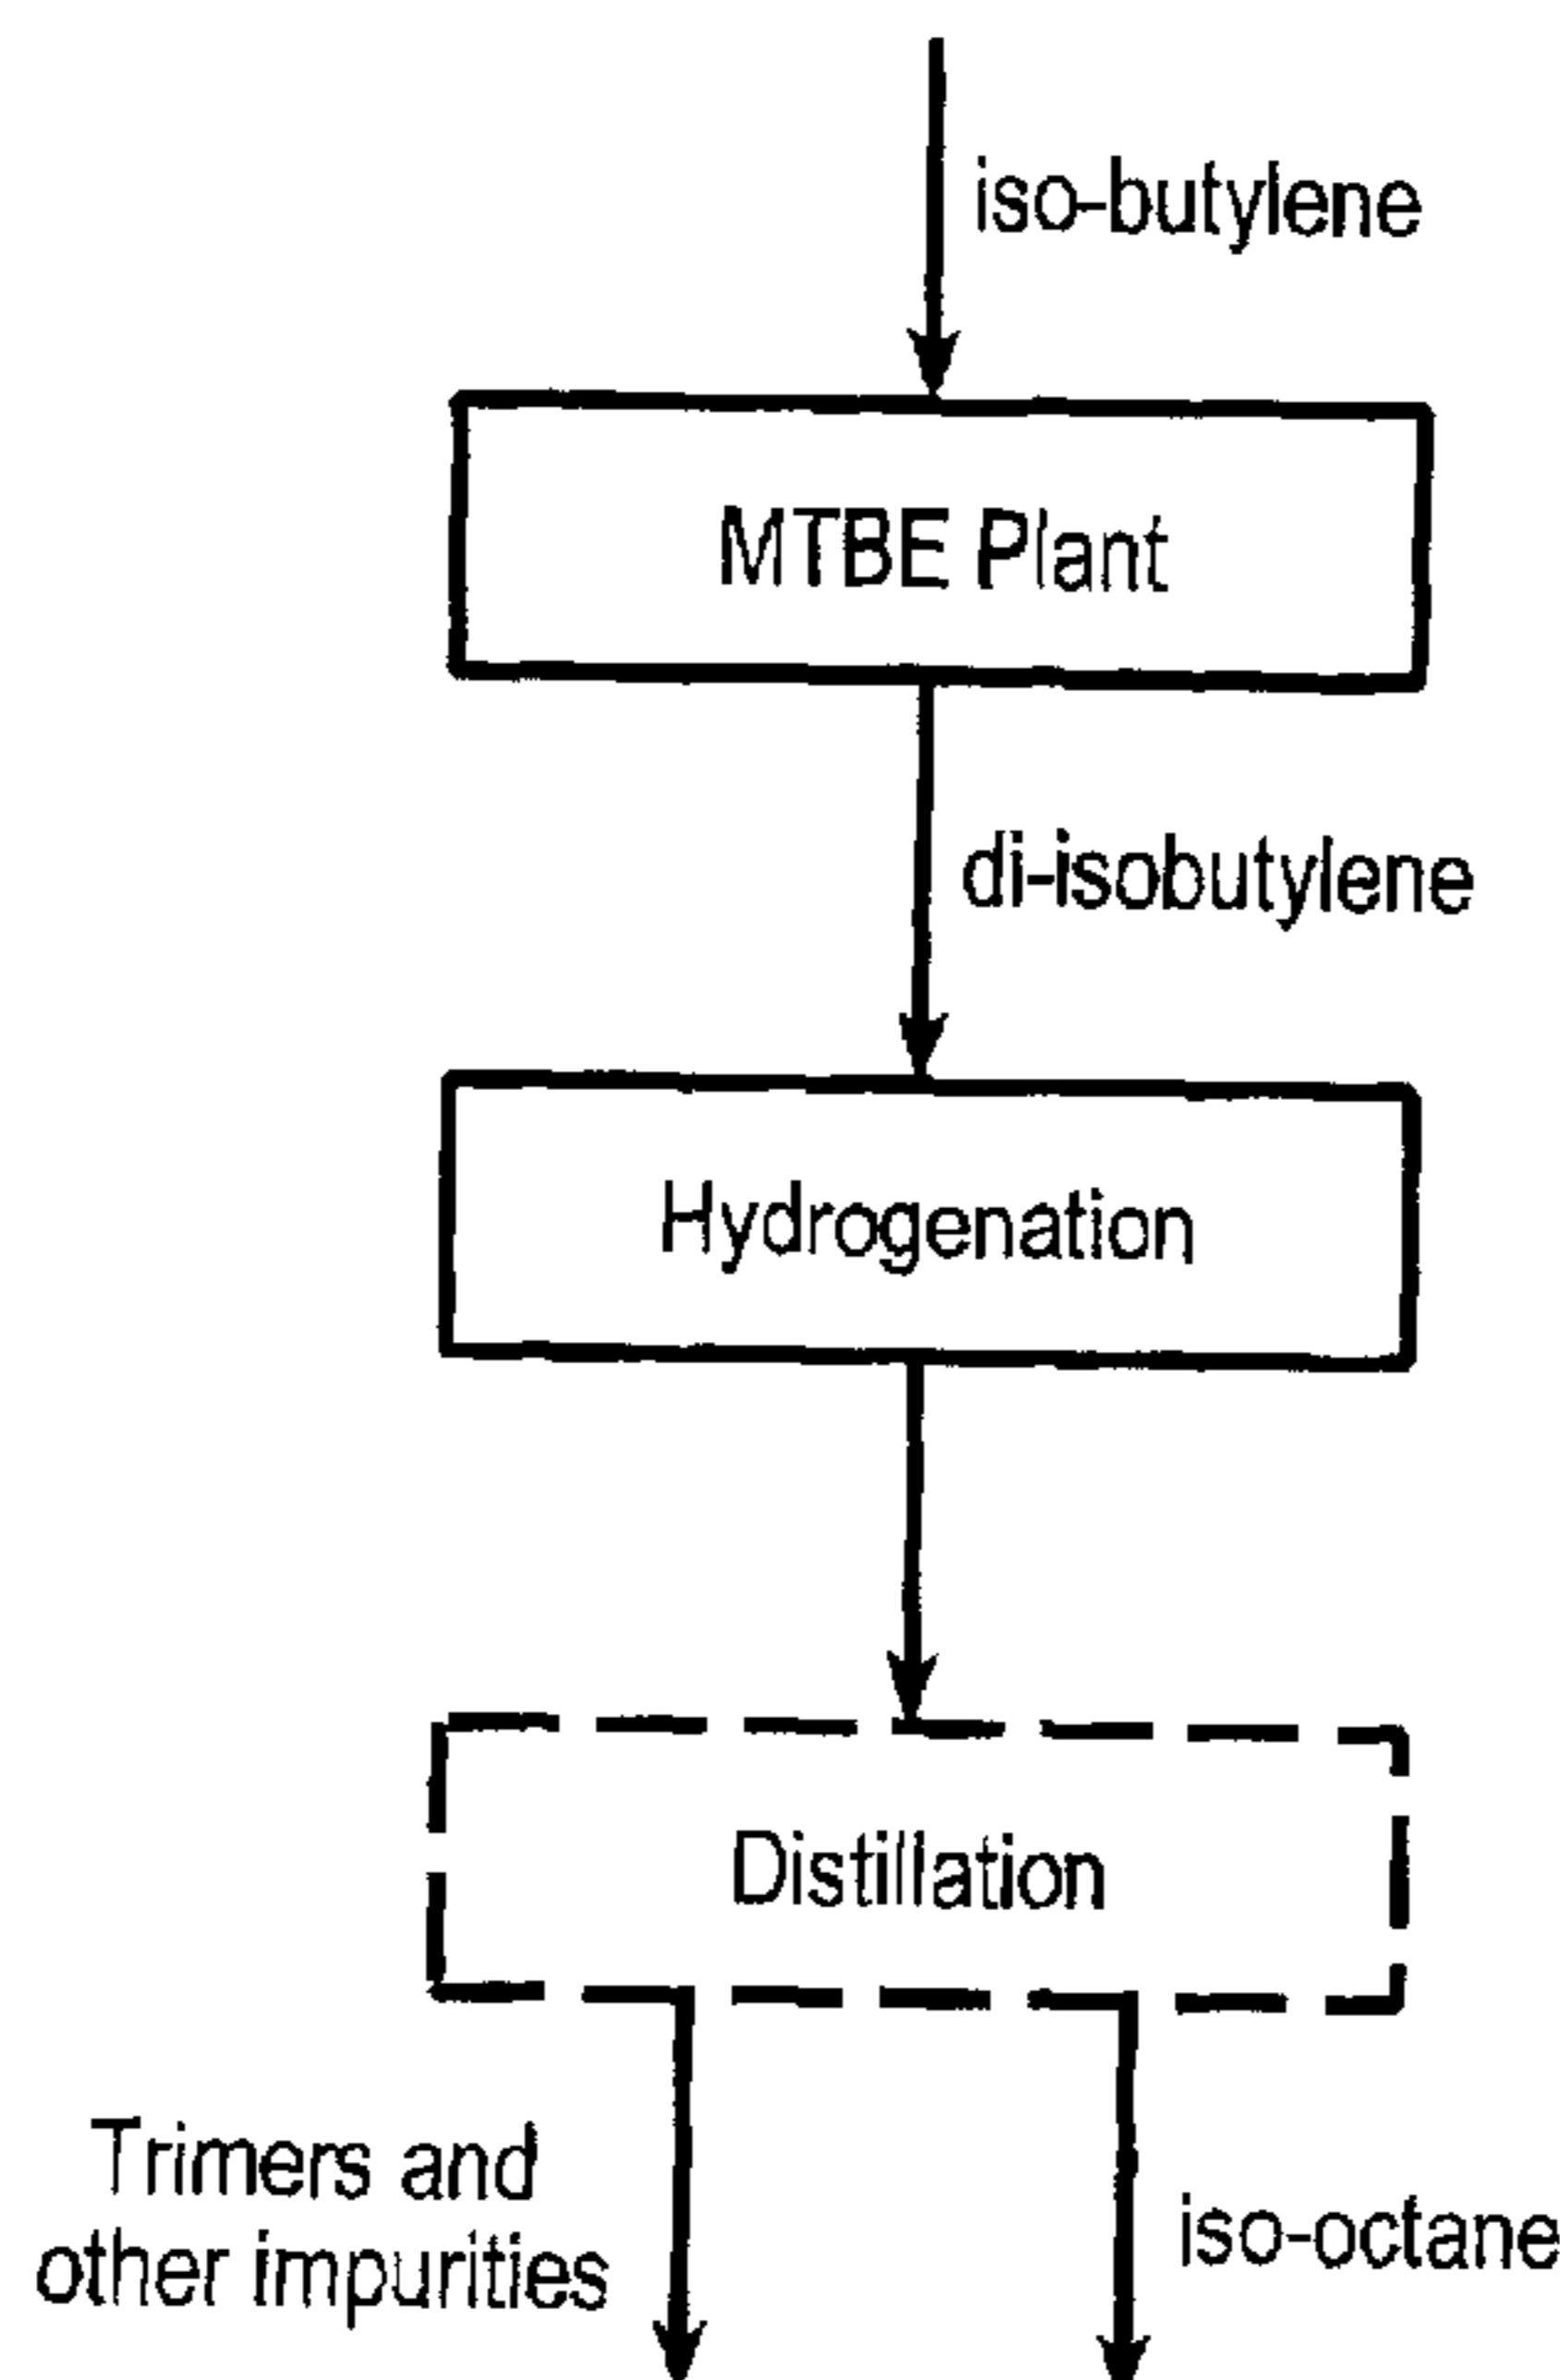 iso-butylene
MTBE Plant
di-isobutylene
Hydrogenation
Distillation
Trimers and
other impurities
iso-octane